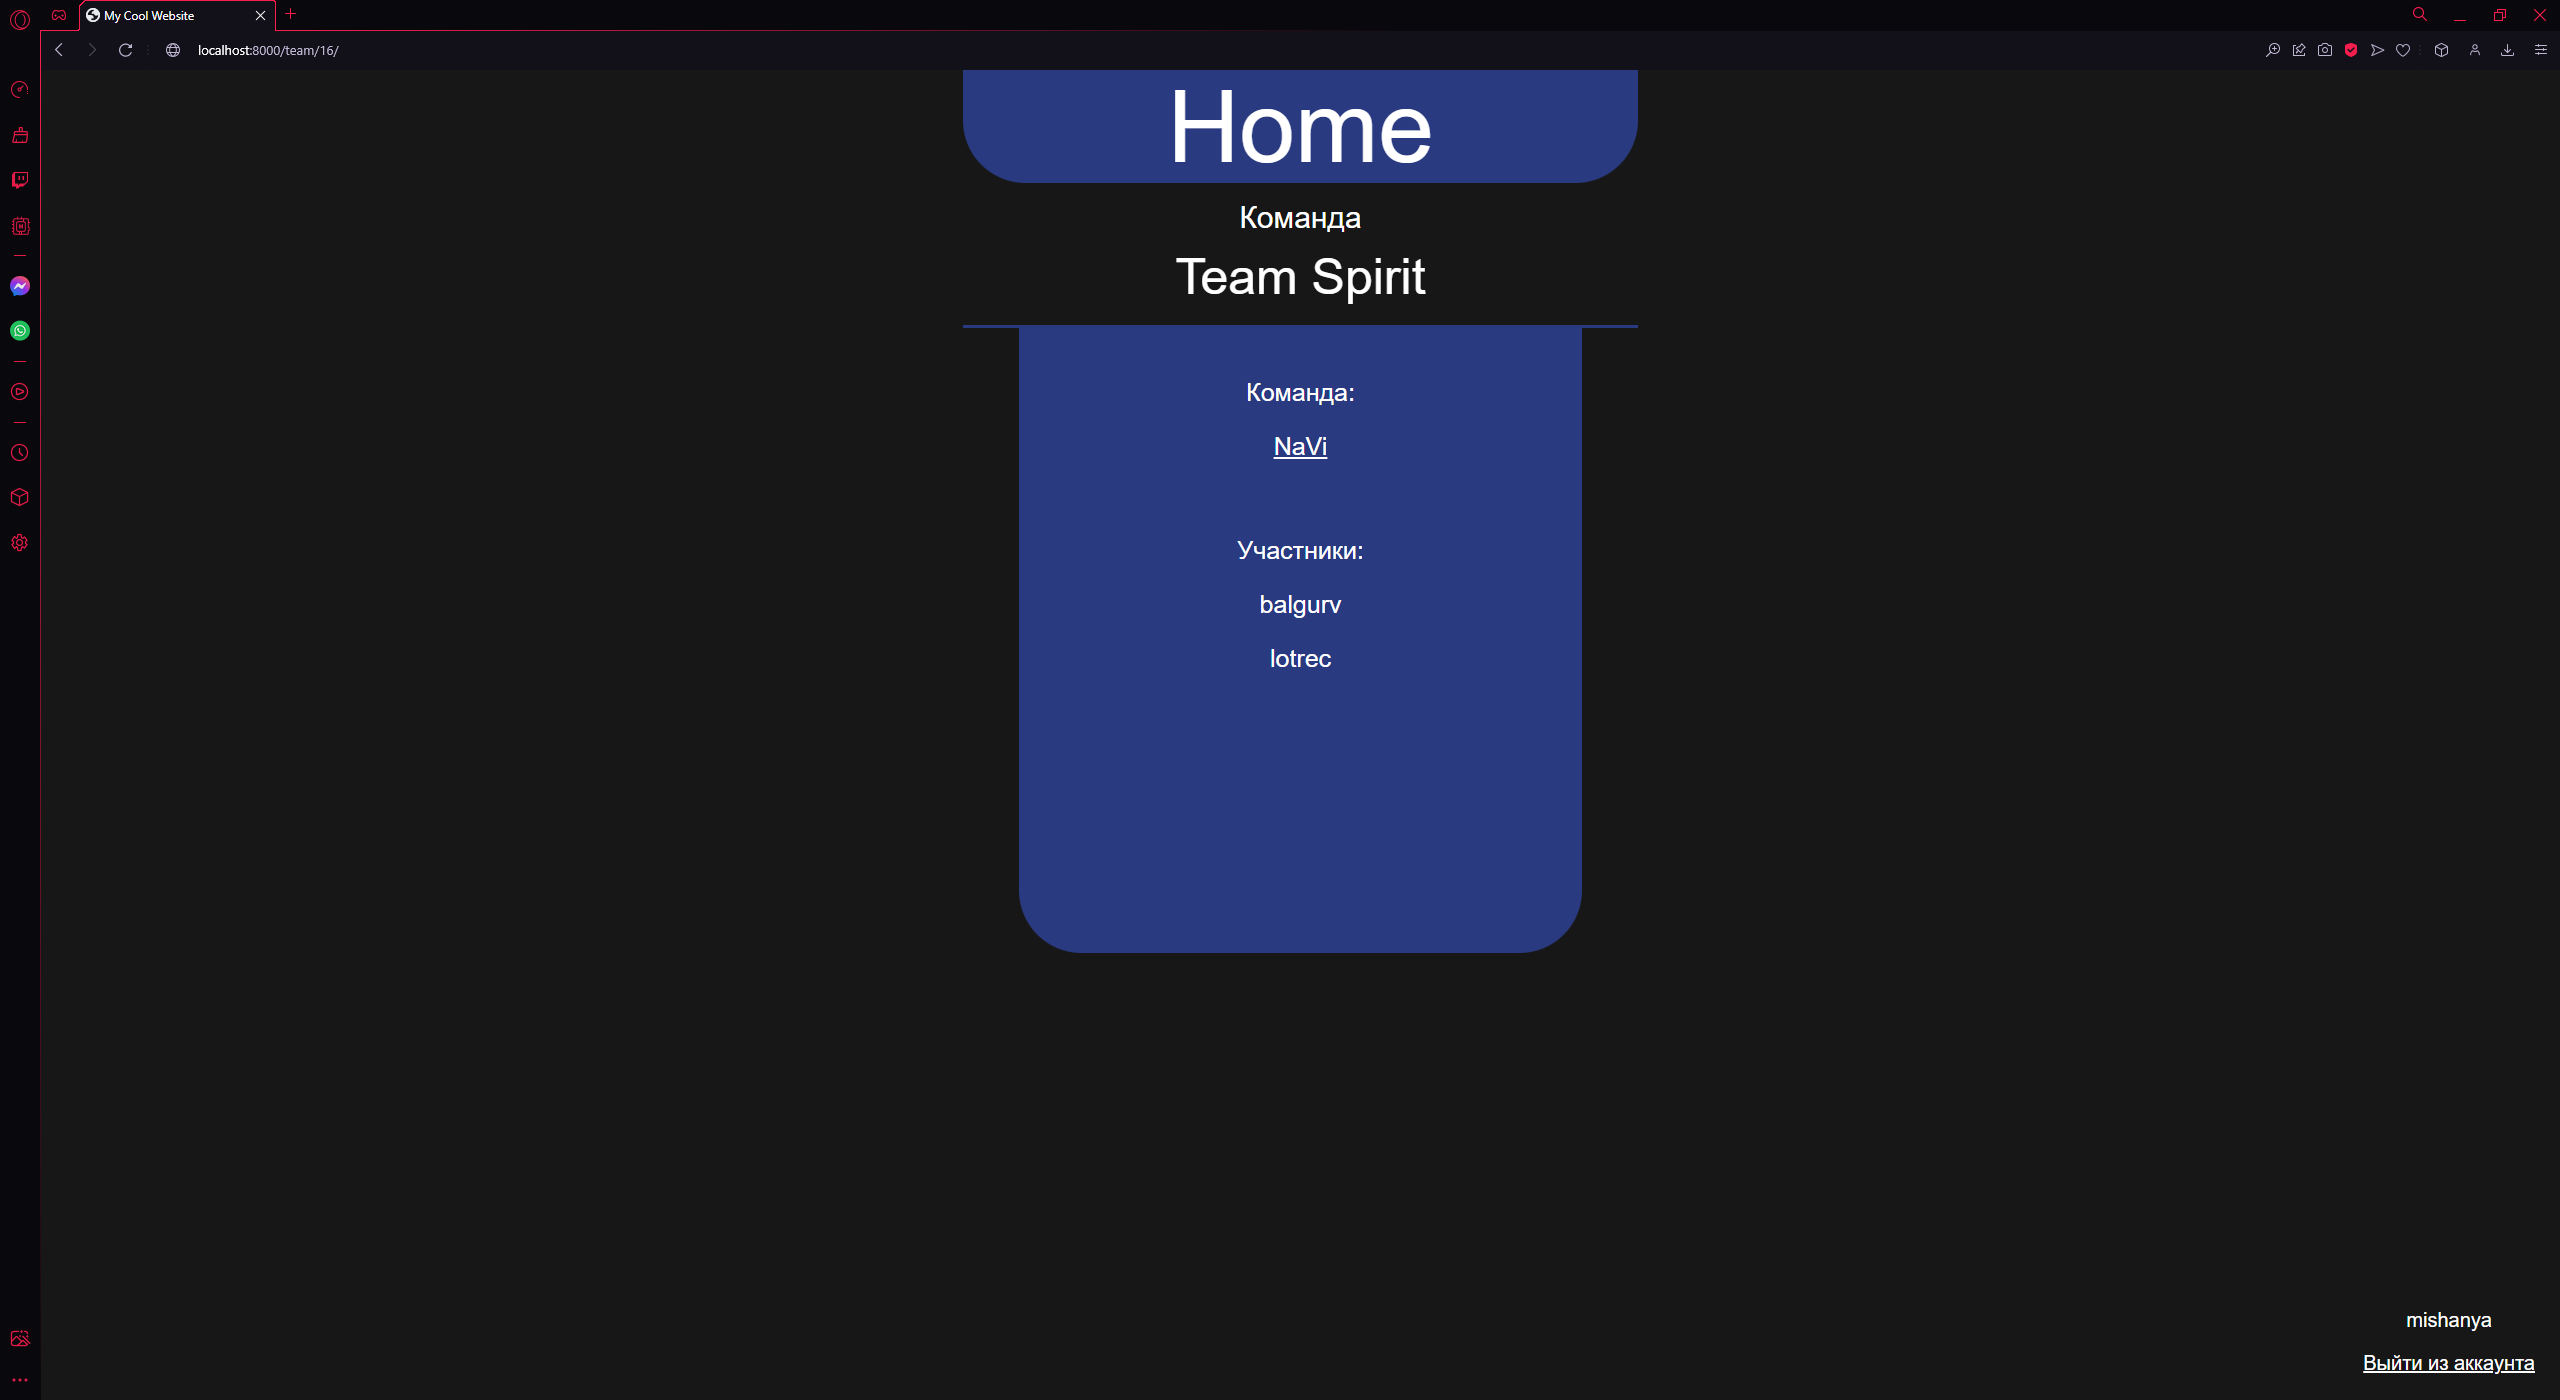 My Cool Website
localhost:8000/team/16/
Home
Команда
Team Spirit
Команда:
NaVi
Участники:
balgurv
lotrec
mishanya
Выйти из аккаунта